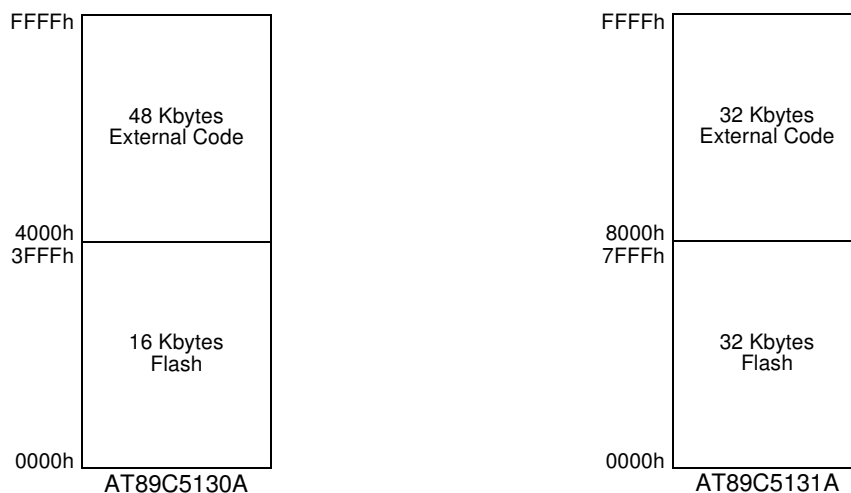 FFFFh
48 Kbytes
External Code
4000h
3FFFh
16 Kbytes
Flash
0000h
AT89C5130A
FFFFh
32 Kbytes
External Code
8000h
7FFFh
32 Kbytes
Flash
0000h
AT89C5131A